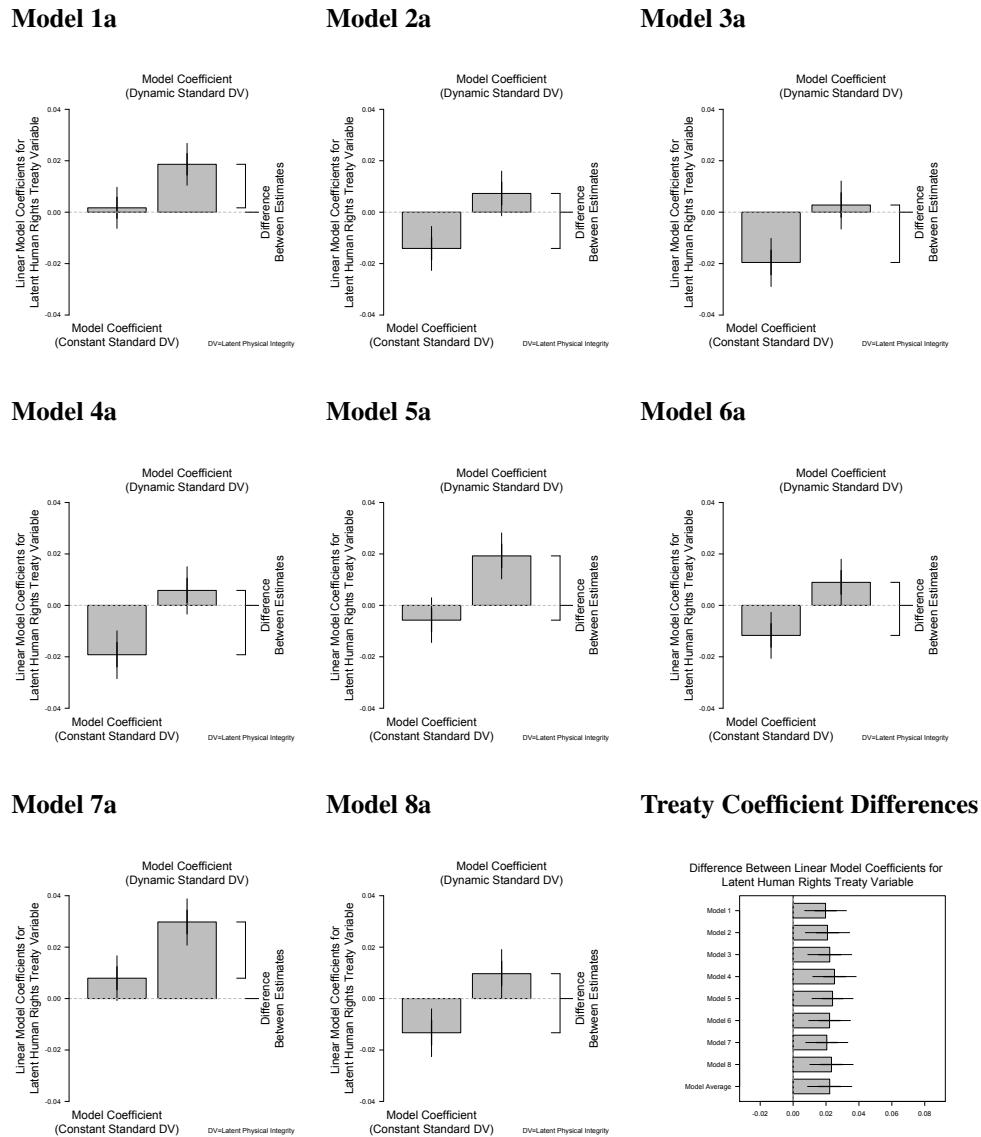 Model 1a
Model Coefficient
(Dynamic Standard DV)
Linear Model Coefficients for
Latent Human Rights Treaty Variable
0.04
0.02
0.00
-0.02
-0.04
Difference
Between Estimates
Model Coefficient
(Constant Standard DV)
DV=Latent Physical Integrity
Model 2a
Model Coefficient
(Dynamic Standard DV)
Linear Model Coefficients for
Latent Human Rights Treaty Variable
0.04
0.02
0.00
-0.02
-0.04
Difference
Between Estimates
Model Coefficient
(Constant Standard DV)
DV=Latent Physical Integrity
Model 3a
Model Coefficient
(Dynamic Standard DV)
Linear Model Coefficients for
Latent Human Rights Treaty Variable
0.04
0.02
0.00
-0.02
-0.04
Difference
Between Estimates
Model Coefficient
(Constant Standard DV)
DV=Latent Physical Integrity
Model 4a
Model Coefficient
(Dynamic Standard DV)
Linear Model Coefficients for
Latent Human Rights Treaty Variable
0.04
0.02
0.00
-0.02
-0.04
Difference
Between Estimates
Model Coefficient
(Constant Standard DV)
DV=Latent Physical Integrity
Model 5a
Model Coefficient
(Dynamic Standard DV)
Linear Model Coefficients for
Latent Human Rights Treaty Variable
0.04
0.02
0.00
-0.02
-0.04
Difference
Between Estimates
Model Coefficient
(Constant Standard DV)
DV=Latent Physical Integrity
Model 6a
Model Coefficient
(Dynamic Standard DV)
Linear Model Coefficients for
Latent Human Rights Treaty Variable
0.04
0.02
0.00
-0.02
-0.04
Difference
Between Estimates
Model Coefficient
(Constant Standard DV)
DV=Latent Physical Integrity
Model 7a
Model Coefficient
(Dynamic Standard DV)
Linear Model Coefficients for
Latent Human Rights Treaty Variable
0.04
0.02
0.00
-0.02
-0.04
Difference
Between Estimates
Model Coefficient
(Constant Standard DV)
DV=Latent Physical Integrity
Model 8a
Model Coefficient
(Dynamic Standard DV)
Linear Model Coefficients for
Latent Human Rights Treaty Variable
0.04
0.02
0.00
-0.02
-0.04
Difference
Between Estimates
Model Coefficient
(Constant Standard DV)
DV=Latent Physical Integrity
Treaty Coefficient Differences
Difference Between Linear Model Coefficients for
Latent Human Rights Treaty Variable
Model 1
Model 2
Model 3
Model 4
Model 5
Model 6
Model 7
Model 8
Model Average
-0.02 0.00 0.02 0.04 0.06 0.08